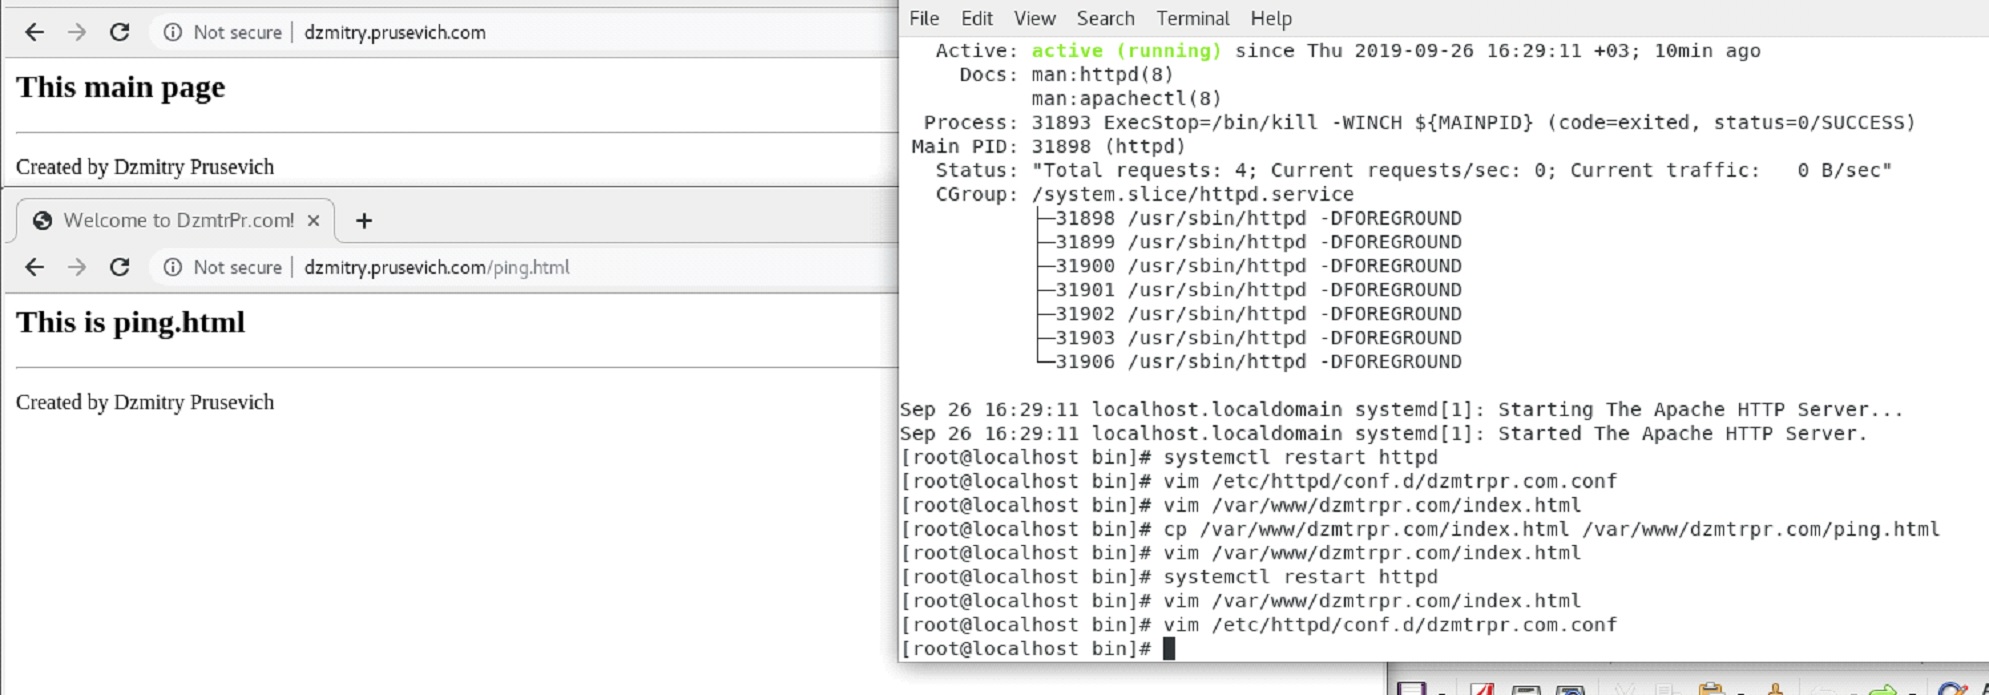 Not secure | dzmitry.prusevich.com
This main page
Created by Dzmitry Prusevich
Welcome to DzmtrPr.com! × +
Not secure | dzmitry.prusevich.com/ping.html
This is ping.html
Created by Dzmitry Prusevich
File Edit View Search Terminal Help
Active: active (running) since Thu 2019-09-26 16:29:11 +03; 10min ago
Docs: man:httpd(8)
man:apachectl(8)
Process: 31893 ExecStop=/bin/kill -WINCH ${MAINPID} (code=exited, status=0/SUCCESS)
Main PID: 31898 (httpd)
Status: "Total requests: 4; Current requests/sec: 0; Current traffic:   0 B/sec"
CGroup: /system.slice/httpd.service
├─31898 /usr/sbin/httpd -DFOREGROUND
├─31899 /usr/sbin/httpd -DFOREGROUND
├─31900 /usr/sbin/httpd -DFOREGROUND
├─31901 /usr/sbin/httpd -DFOREGROUND
├─31902 /usr/sbin/httpd -DFOREGROUND
├─31903 /usr/sbin/httpd -DFOREGROUND
└─31906 /usr/sbin/httpd -DFOREGROUND
Sep 26 16:29:11 localhost.localdomain systemd[1]: Starting The Apache HTTP Server...
Sep 26 16:29:11 localhost.localdomain systemd[1]: Started The Apache HTTP Server.
[root@localhost bin]# systemctl restart httpd
[root@localhost bin]# vim /etc/httpd/conf.d/dzmtrpr.com.conf
[root@localhost bin]# vim /var/www/dzmtrpr.com/index.html
[root@localhost bin]# cp /var/www/dzmtrpr.com/index.html /var/www/dzmtrpr.com/ping.html
[root@localhost bin]# vim /var/www/dzmtrpr.com/index.html
[root@localhost bin]# systemctl restart httpd
[root@localhost bin]# vim /var/www/dzmtrpr.com/index.html
[root@localhost bin]# vim /etc/httpd/conf.d/dzmtrpr.com.conf
[root@localhost bin]#